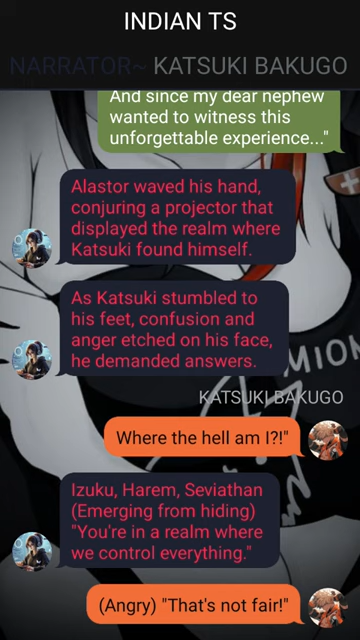 INDIAN TS
NARRATOR~ KATSUKI BAKUGO
And since my dear nephew
wanted to witness this
unforgettable experience..."
Alastor waved his hand,
conjuring a projector that
displayed the realm where
Katsuki found himself.
As Katsuki stumbled to
his feet, confusion and
anger etched on his face,
he demanded answers.
MION
KATSUKI BAKUGO
Where the hell am I?!"
Izuku, Harem, Seviathan
(Emerging from hiding)
"You're in a realm where
we control everything."
(Angry) "That's not fair!"